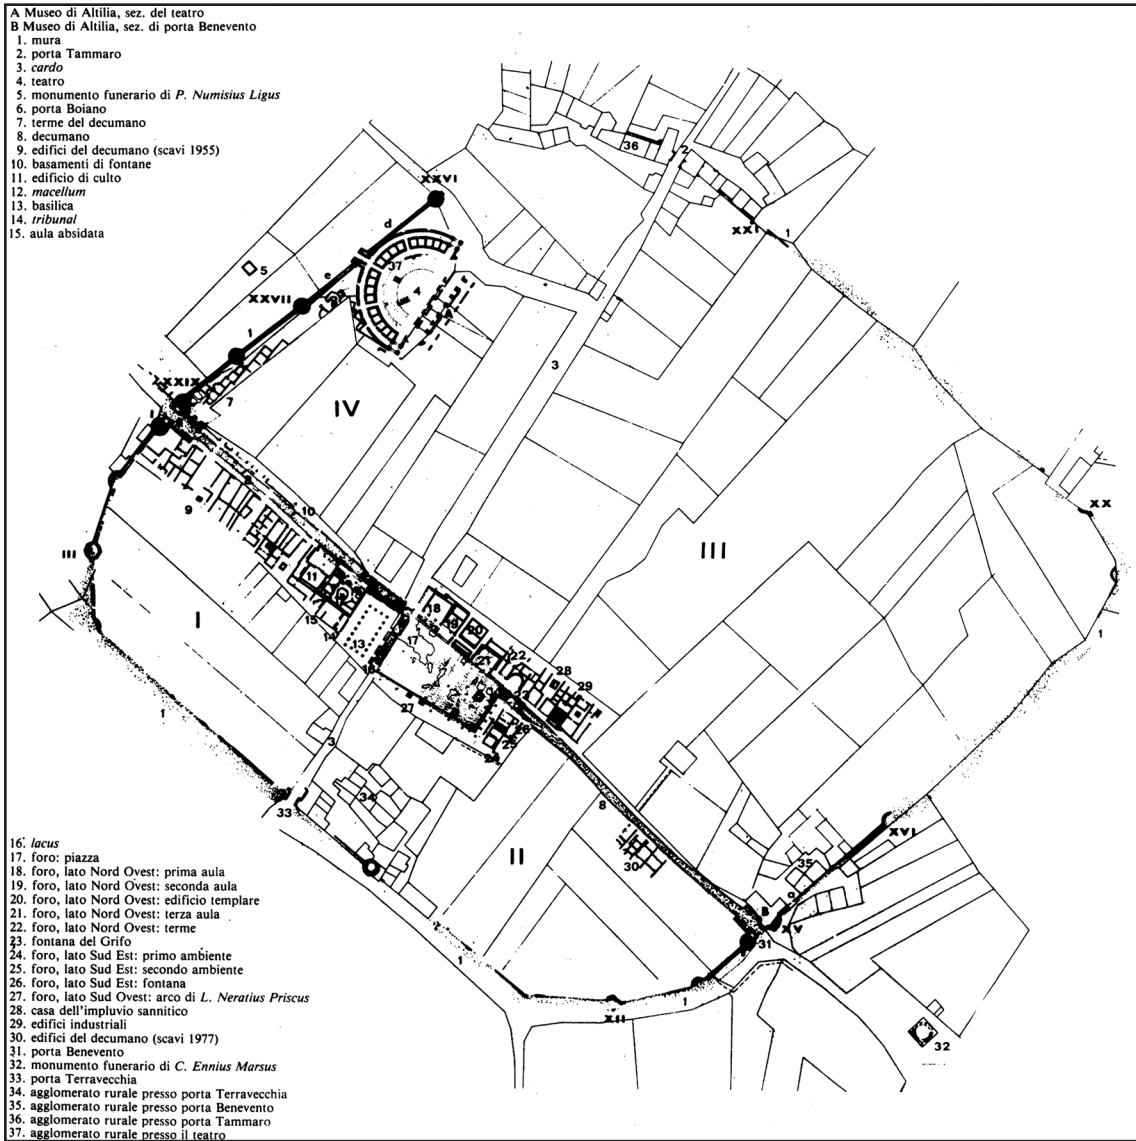 A Museo di Altilia, sez. del teatro
B Museo di Altilia, sez. di porta Benevento
1. mura
2. porta Tammaro
3. cardo
4. teatro
5. monumento funerario di P. Numisius Ligus
6. porta Boiano
7. terme del decumano
8. decumano
9. edifici del decumano (scavi 1955)
10. basamenti di fontane
11. edificio di culto
12. macellum
13. basilica
14. tribunal
15. aula absidata
36
2
XXVI
XXI
1
d
37
5
e
4
XXVII
A
1
3
XXIX
7
IV
I
10
9
XX
III
III
11
18
19
20
15
I
14
13
17
21
22
28
16
29
1
27
26
25
24
1
3
34
8
33
XVI
II
35
30
a
B
XV
31
1
1
XII
32
16. lacus
17. foro: piazza
18. foro, lato Nord Ovest: prima aula
19. foro, lato Nord Ovest: seconda aula
20. foro, lato Nord Ovest: edificio templare
21. foro, lato Nord Ovest: terza aula
22. foro, lato Nord Ovest: terme
23. fontana del Grifo
24. foro, lato Sud Est: primo ambiente
25. foro, lato Sud Est: secondo ambiente
26. foro, lato Sud Est: fontana
27. foro, lato Sud Ovest: arco di L. Neratius Priscus
28. casa dell'impluvio sannitico
29. edifici industriali
30. edifici del decumano (scavi 1977)
31. porta Benevento
32. monumento funerario di C. Ennius Marsus
33. porta Terravecchia
34. agglomerato rurale presso porta Terravecchia
35. agglomerato rurale presso porta Benevento
36. agglomerato rurale presso porta Tammaro
37. agglomerato rurale presso il teatro